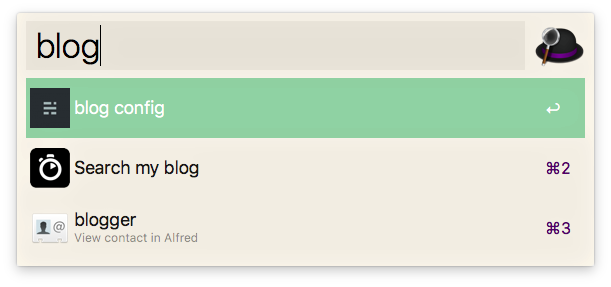 blog
blog config ↩
Search my blog ⌘2
@
blogger ⌘3
View contact in Alfred